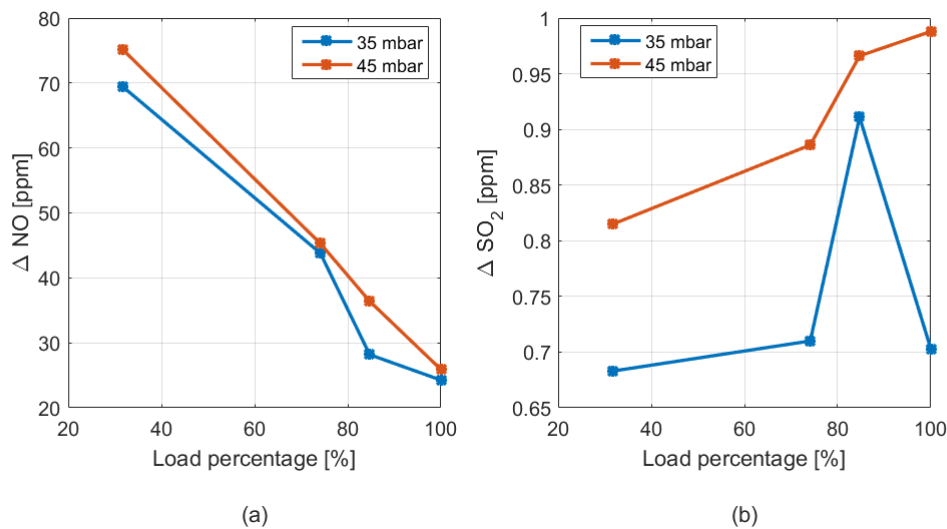 80
70
60
50
40
30
20
Δ NO [ppm]
20 40 60 80 100
Load percentage [%]
35 mbar
45 mbar
(a)
1
0.95
0.9
0.85
0.8
0.75
0.7
0.65
Δ SO2 [ppm]
20 40 60 80 100
Load percentage [%]
35 mbar
45 mbar
(b)